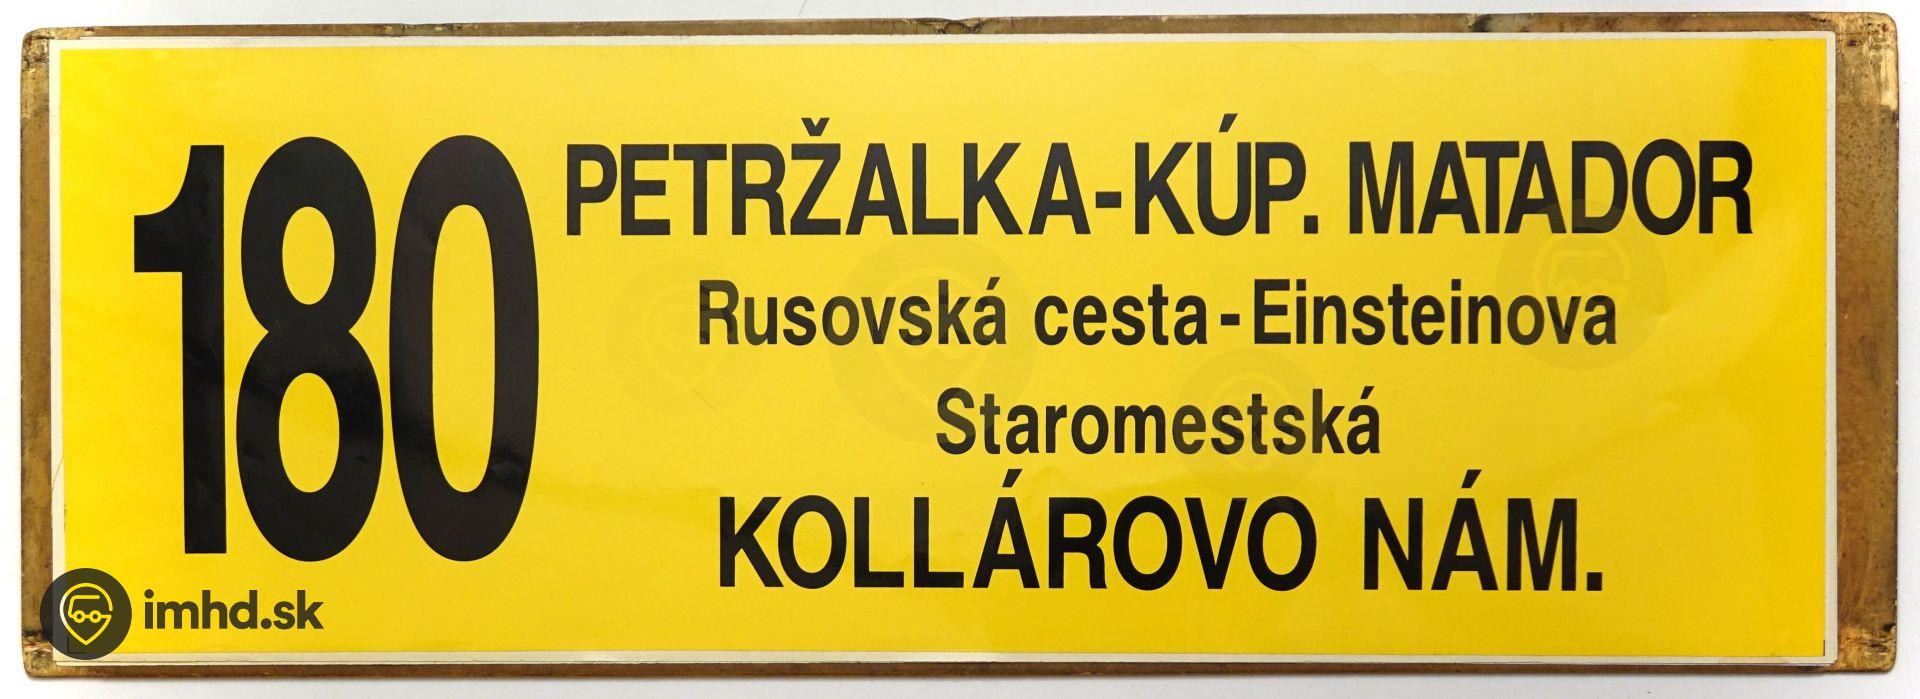 180
PETRŽALKA-KÚP. MATADOR
Rusovská cesta-Einsteinova
Staromestská
KOLLÁROVO NÁM.
imhd.sk